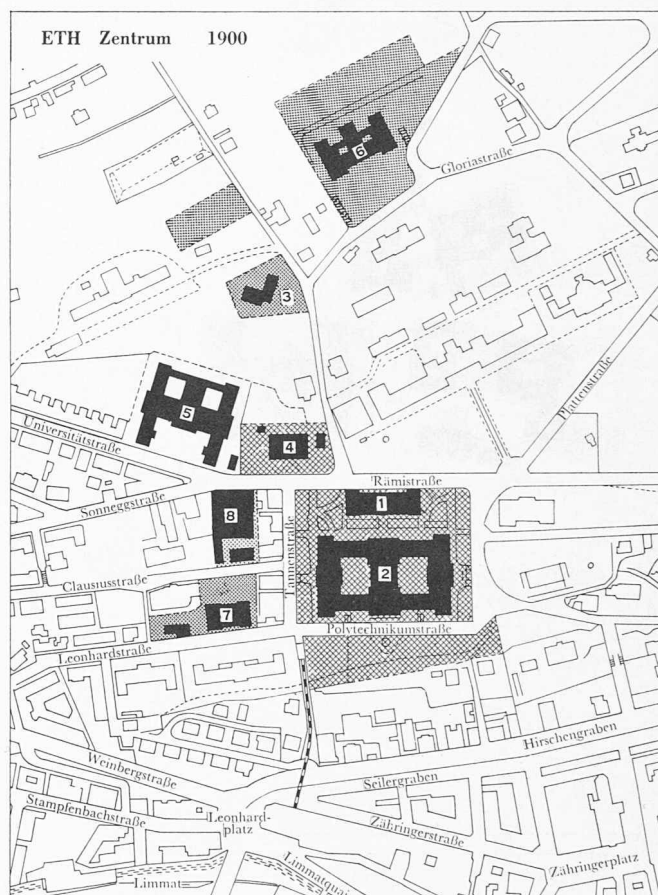 ETH Zentrum 1900
6
Gloriastraße
3
Plattenstraße
5
Universitätstraße
4
Rämistraße
Sonneggstraße
8
1
Tannenstraße
2
Clausiusstraße
7
Polytechnikumstraße
Leonhardstraße
Hirschengraben
Weinbergstraße
Seilergraben
Stampfenbachstraße
Leonhard-
platz
Zähringerstraße
Limmat
Limmatquai
Zähringerplatz